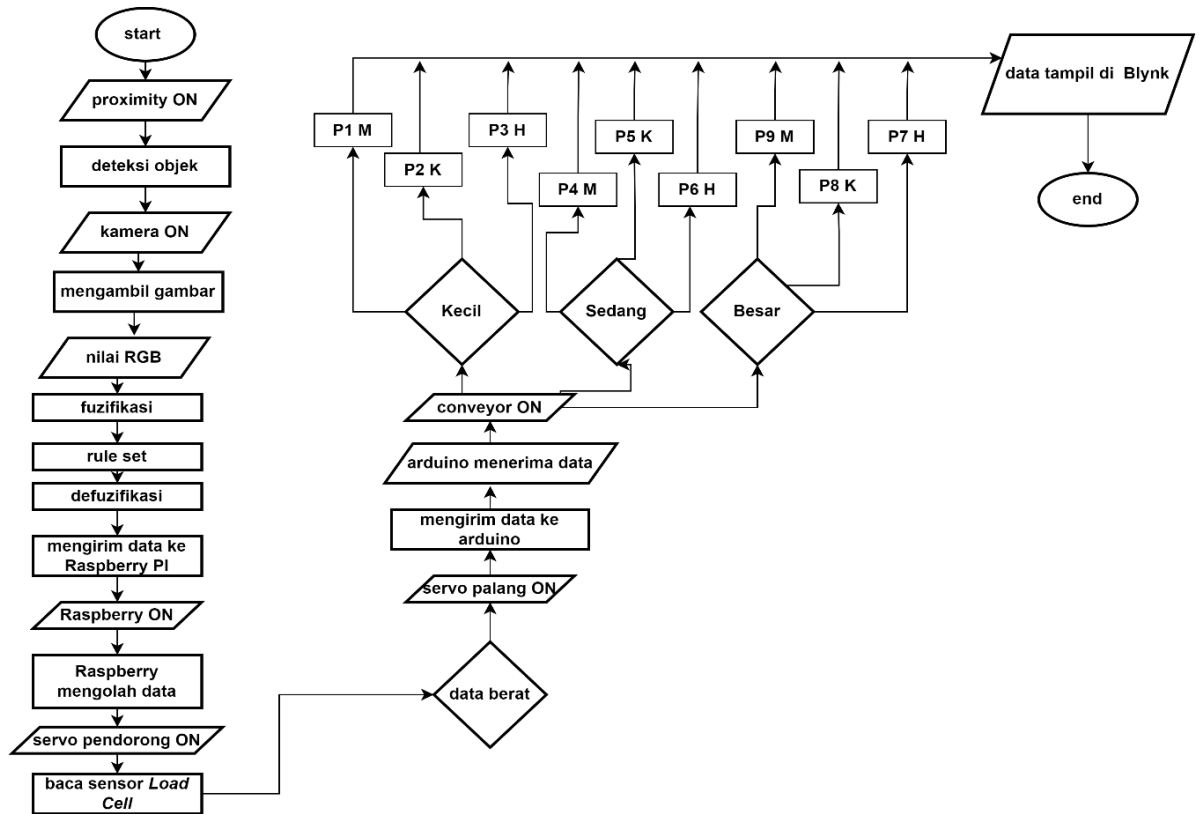 start
proximity ON
deteksi objek
kamera ON
mengambil gambar
nilai RGB
fuzifikasi
rule set
defuzifikasi
mengirim data ke
Raspberry PI
Raspberry ON
Raspberry
mengolah data
servo pendorong ON
baca sensor Load
Cell
data berat
servo palang ON
mengirim data ke
arduino
arduino menerima data
conveyor ON
Kecil
Sedang
Besar
P1 M
P2 K
P3 H
P4 M
P5 K
P6 H
P9 M
P8 K
P7 H
data tampil di Blynk
end